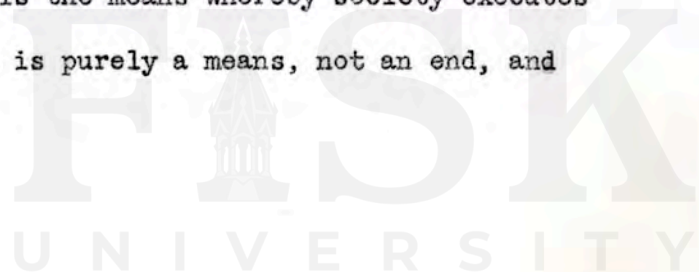 is the means whereby society executes
is purely a means, not an end, and
FISK
UNIVERSITY